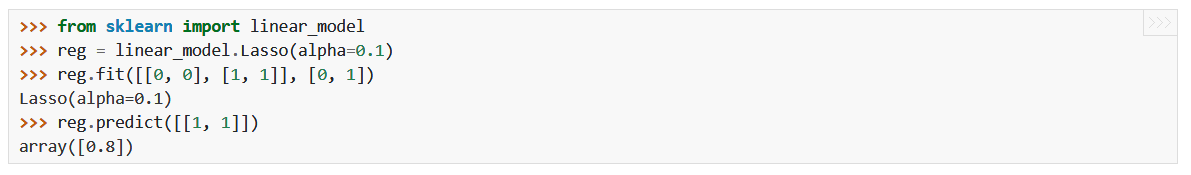 >>> from sklearn import linear_model
>>> reg = linear_model.Lasso(alpha=0.1)
>>> reg.fit([[0, 0], [1, 1]], [0, 1])
Lasso(alpha=0.1)
>>> reg.predict([[1, 1]])
array([0.8])
>>>